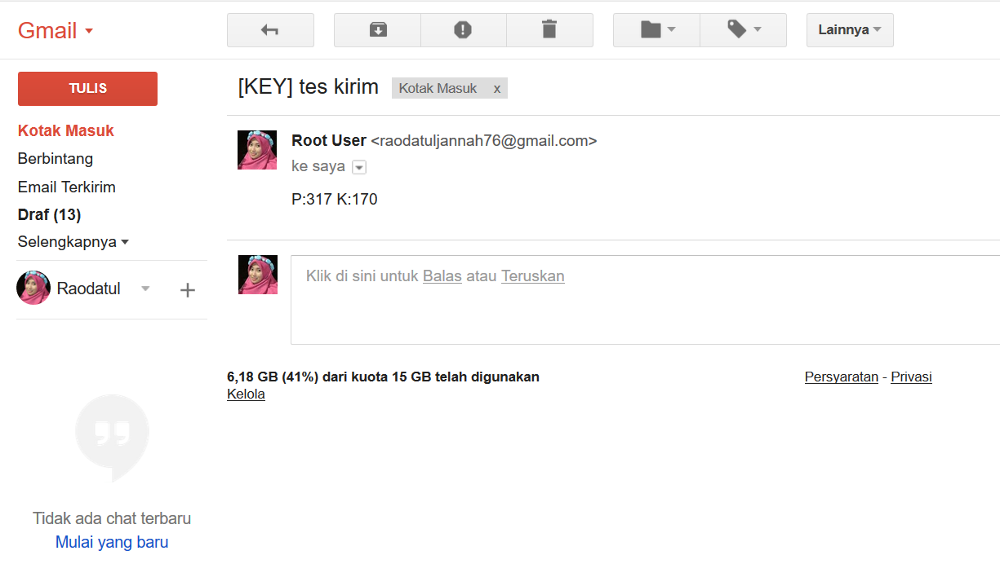 Gmail
Lainnya
TULIS
[KEY] tes kirim Kotak Masuk x
Kotak Masuk
Berbintang
Email Terkirim
Draf (13)
Selengkapnya
Raodatul
Root User <raodatuljannah76@gmail.com>
ke saya
P:317 K:170
Klik di sini untuk Balas atau Teruskan
6,18 GB (41%) dari kuota 15 GB telah digunakan
Kelola
Persyaratan - Privasi
Tidak ada chat terbaru
Mulai yang baru